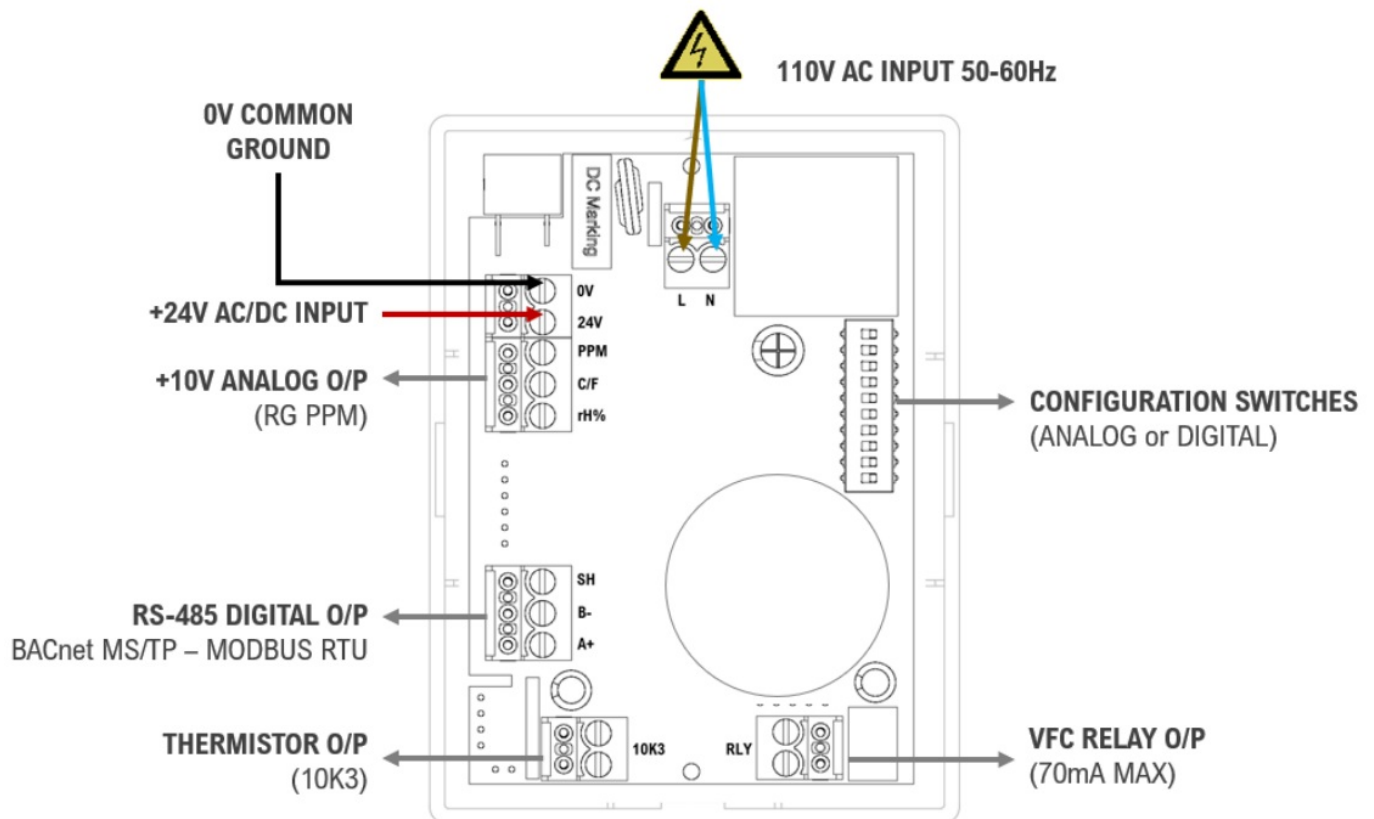 110V AC INPUT 50-60Hz
0V COMMON
GROUND
DC Marking
L N
0V
+24V AC/DC INPUT
24V
PPM
+10V ANALOG O/P
(RG PPM)
C/F
rH%
CONFIGURATION SWITCHES
(ANALOG or DIGITAL)
SH
RS-485 DIGITAL O/P
BACnet MS/TP – MODBUS RTU
B-
A+
THERMISTOR O/P
(10K3)
10K3
RLY
VFC RELAY O/P
(70mA MAX)